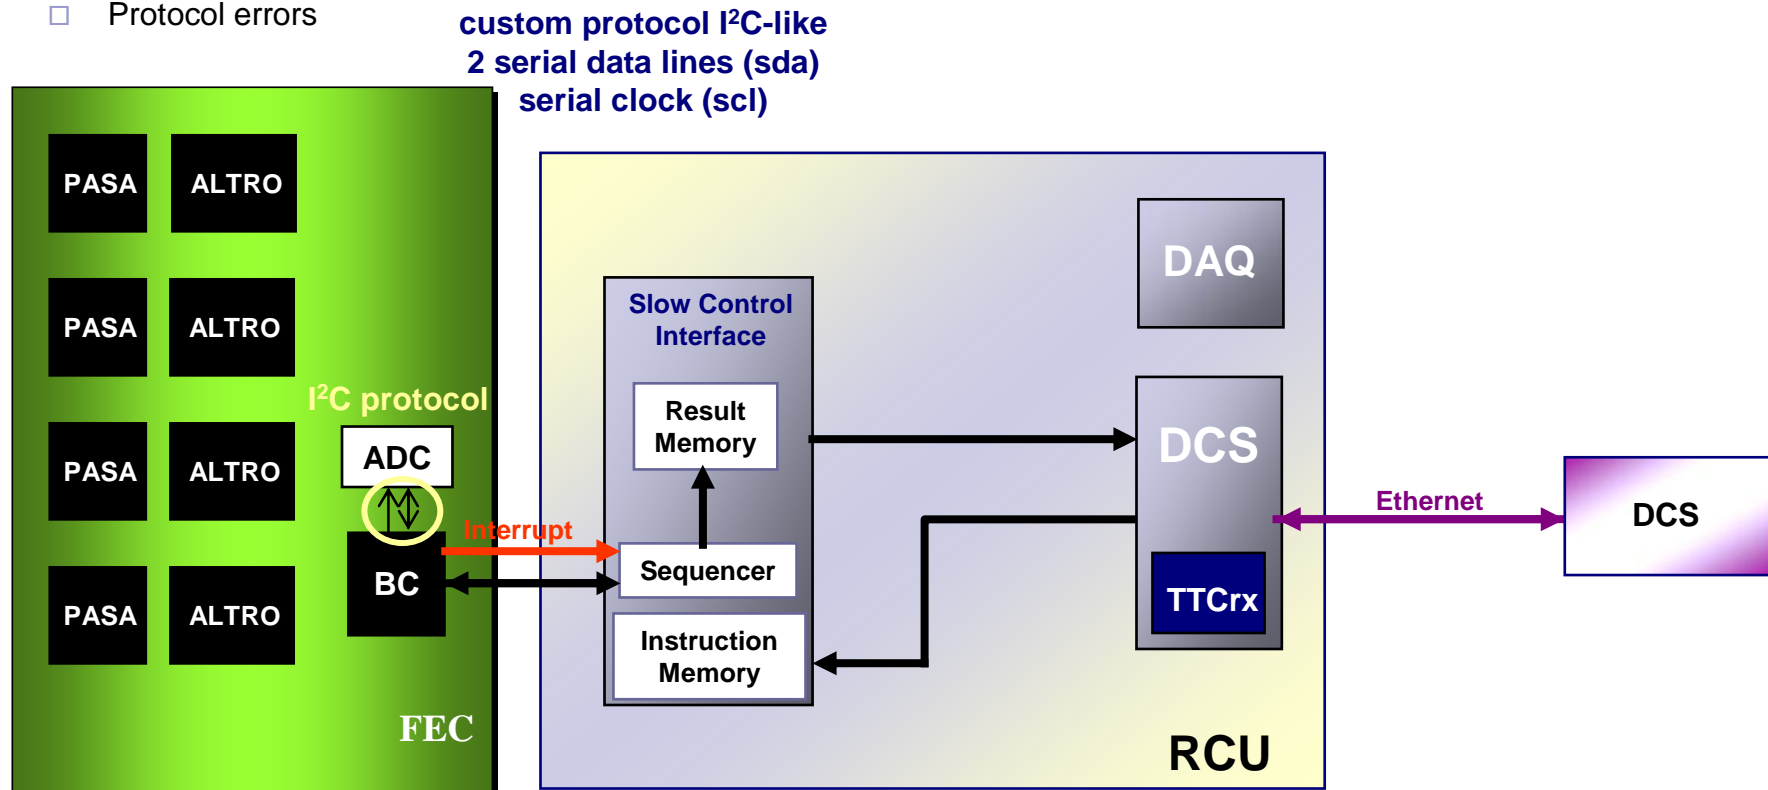 Protocol errors
custom protocol I²C-like
2 serial data lines (sda)
serial clock (scl)
PASA
ALTRO
PASA
ALTRO
PASA
ALTRO
PASA
ALTRO
I²C protocol
ADC
BC
FEC
Interrupt
Slow Control
Interface
Result
Memory
Sequencer
Instruction
Memory
DAQ
DCS
TTCrx
RCU
Ethernet
DCS